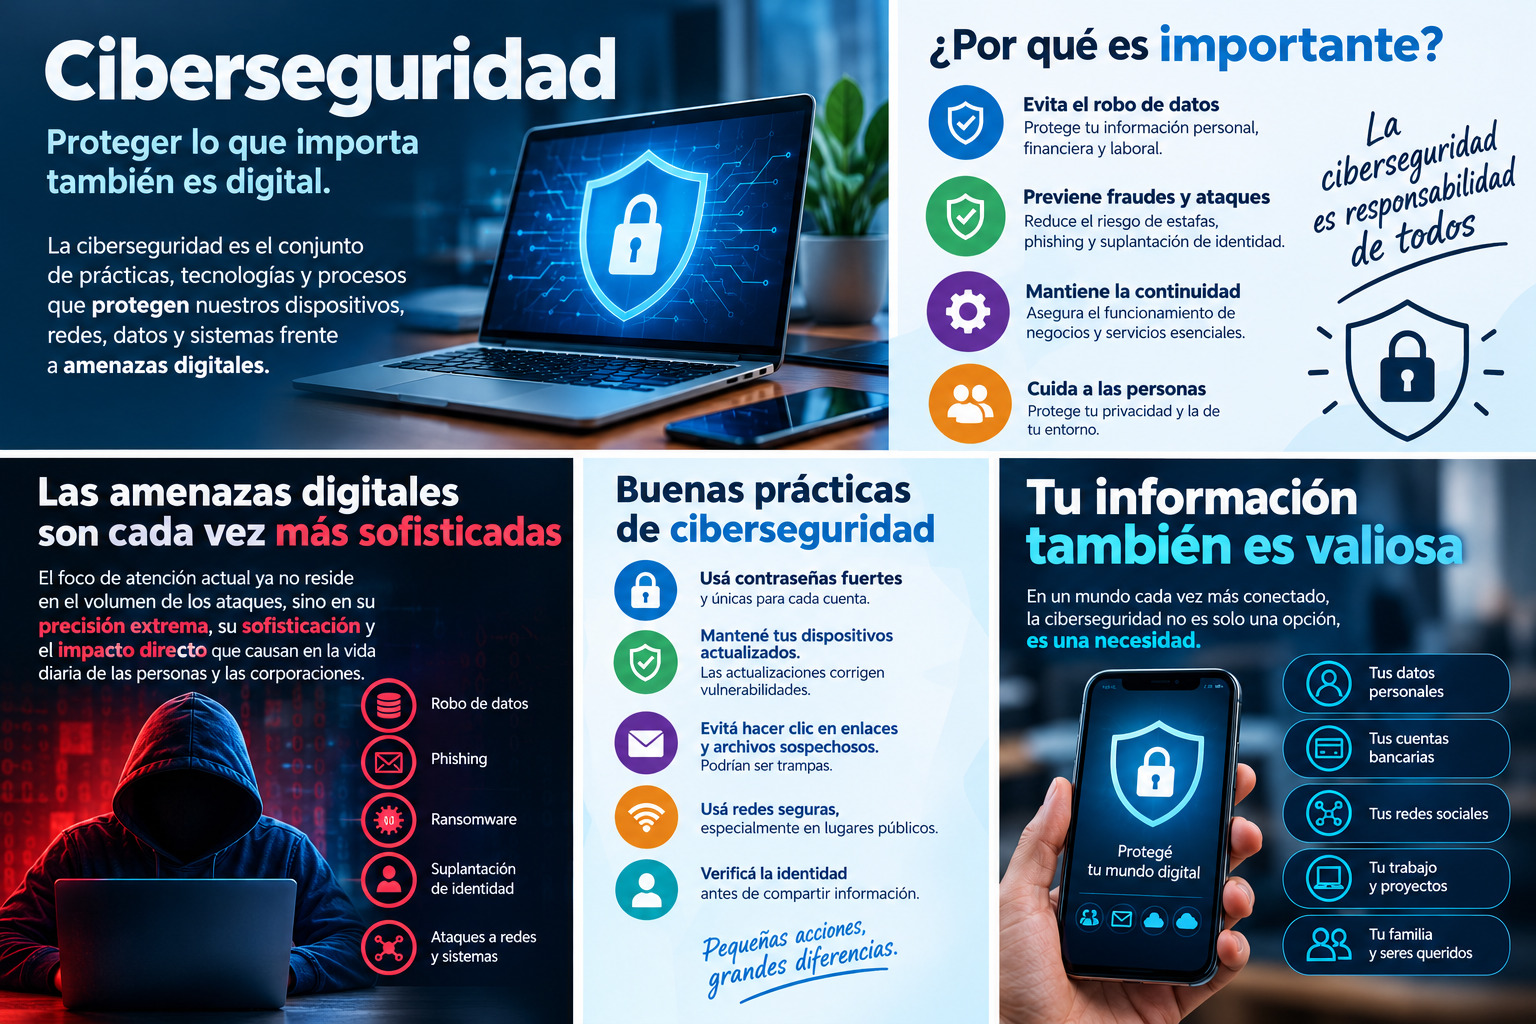 Ciberseguridad
Proteger lo que importa
también es digital.
La ciberseguridad es el conjunto
de prácticas, tecnologías y procesos
que protegen nuestros dispositivos,
redes, datos y sistemas frente
a amenazas digitales.
¿Por qué es importante?
Evita el robo de datos
Protege tu información personal,
financiera y laboral.
Previene fraudes y ataques
Reduce el riesgo de estafas,
phishing y suplantación de identidad.
Mantiene la continuidad
Asegura el funcionamiento de
negocios y servicios esenciales.
Cuida a las personas
Protege tu privacidad y la de
tu entorno.
La
ciberseguridad
es responsabilidad
de todos
Las amenazas digitales
son cada vez más sofisticadas
El foco de atención actual ya no reside
en el volumen de los ataques, sino en su
precisión extrema, su sofisticación y
el impacto directo que causan en la vida
diaria de las personas y las corporaciones.
Robo de datos
Phishing
Ransomware
Suplantación
de identidad
Ataques a redes
y sistemas
Buenas prácticas
de ciberseguridad
Usá contraseñas fuertes
y únicas para cada cuenta.
Mantené tus dispositivos
actualizados.
Las actualizaciones corrigen
vulnerabilidades.
Evitá hacer clic en enlaces
y archivos sospechosos.
Podrían ser trampas.
Usá redes seguras,
especialmente en lugares públicos.
Verificá la identidad
antes de compartir información.
Pequeñas acciones,
grandes diferencias.
Tu información
también es valiosa
En un mundo cada vez más conectado,
la ciberseguridad no es solo una opción,
es una necesidad.
Protegé
tu mundo digital
Tus datos
personales
Tus cuentas
bancarias
Tus redes sociales
Tu trabajo
y proyectos
Tu familia
y seres queridos